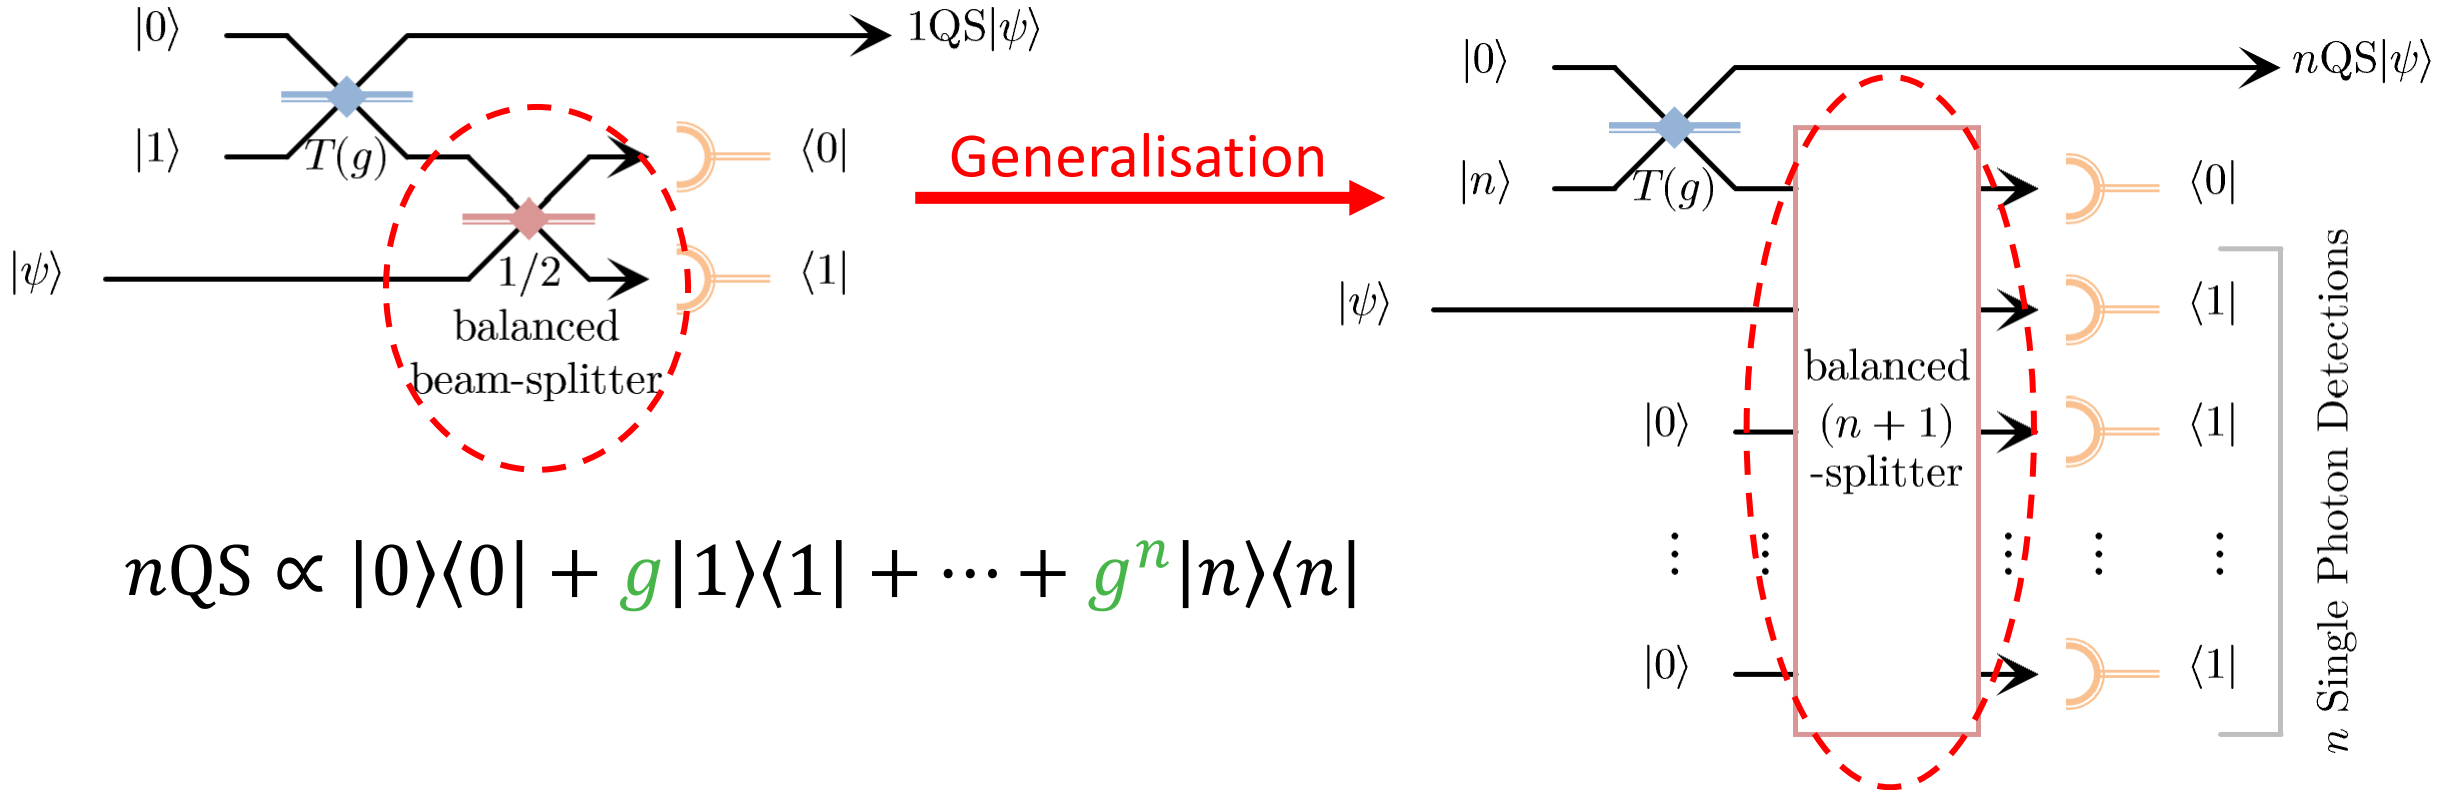 |0⟩
1QS|ψ⟩
|1⟩
T(g)
⟨0|
|ψ⟩
1/2
⟨1|
balanced
beam-splitter
Generalisation
|0⟩
nQS|ψ⟩
|n⟩
T(g)
⟨0|
|ψ⟩
⟨1|
balanced
|0⟩
(n + 1)
⟨1|
-splitter
⋮ ⋮ ⋮ ⋮ ⋮
|0⟩
⟨1|
n Single Photon Detections
nQS ∝ |0⟩⟨0| + g|1⟩⟨1| + ⋯ + gⁿ|n⟩⟨n|